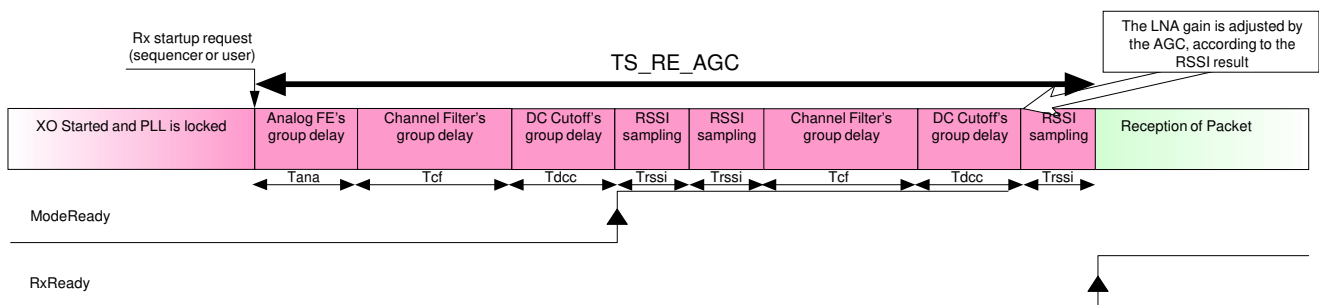 Rx startup request
(sequencer or user)
TS_RE_AGC
The LNA gain is adjusted by
the AGC, according to the
RSSI result
XO Started and PLL is locked
Analog FE's
group delay
Channel Filter's
group delay
DC Cutoff's
group delay
RSSI
sampling
RSSI
sampling
Channel Filter's
group delay
DC Cutoff's
group delay
RSSI
sampling
Reception of Packet
Tana
Tcf
Tdcc
Trssi
Trssi
Tcf
Tdcc
Trssi
ModeReady
RxReady